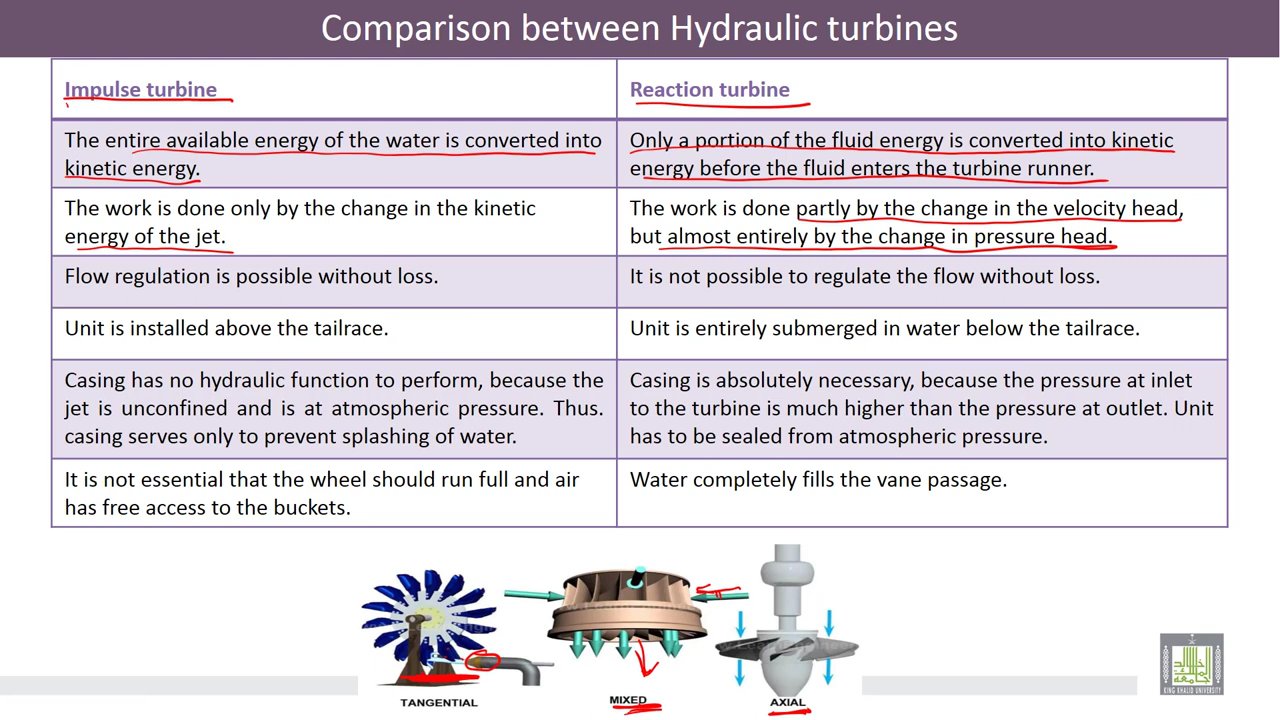 Comparison between Hydraulic turbines
Impulse turbine
Reaction turbine
The entire available energy of the water is converted into
kinetic energy.
Only a portion of the fluid energy is converted into kinetic
energy before the fluid enters the turbine runner.
The work is done only by the change in the kinetic
energy of the jet.
The work is done partly by the change in the velocity head,
but almost entirely by the change in pressure head.
Flow regulation is possible without loss.
It is not possible to regulate the flow without loss.
Unit is installed above the tailrace.
Unit is entirely submerged in water below the tailrace.
Casing has no hydraulic function to perform, because the
jet is unconfined and is at atmospheric pressure. Thus.
casing serves only to prevent splashing of water.
Casing is absolutely necessary, because the pressure at inlet
to the turbine is much higher than the pressure at outlet. Unit
has to be sealed from atmospheric pressure.
It is not essential that the wheel should run full and air
has free access to the buckets.
Water completely fills the vane passage.
TANGENTIAL
MIXED
AXIAL
KING KHALID UNIVERSITY